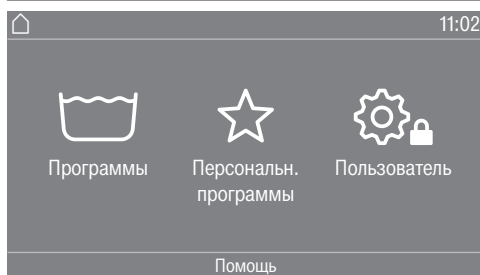 11:02
Программы
Персональн.
программы
Пользователь
Помощь